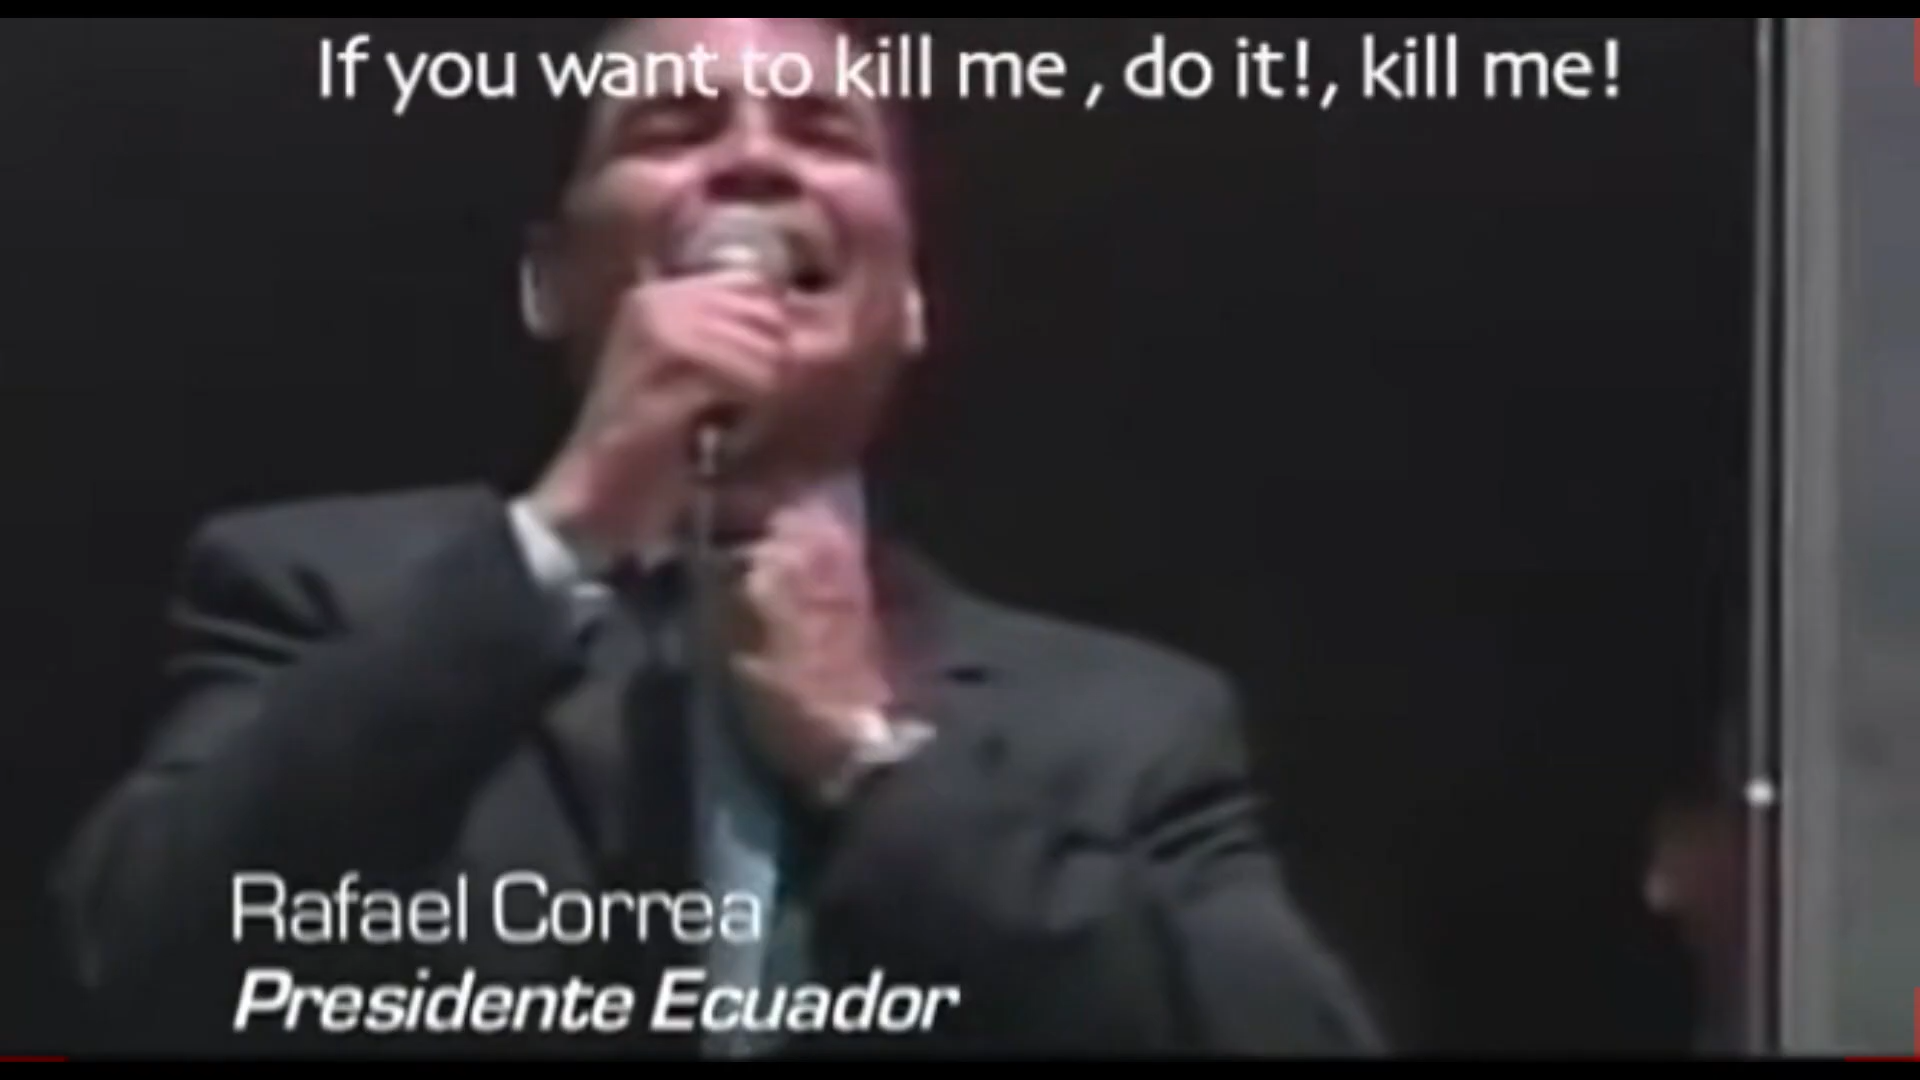 If you want to kill me , do it!, kill me!
Rafael Correa
Presidente Ecuador